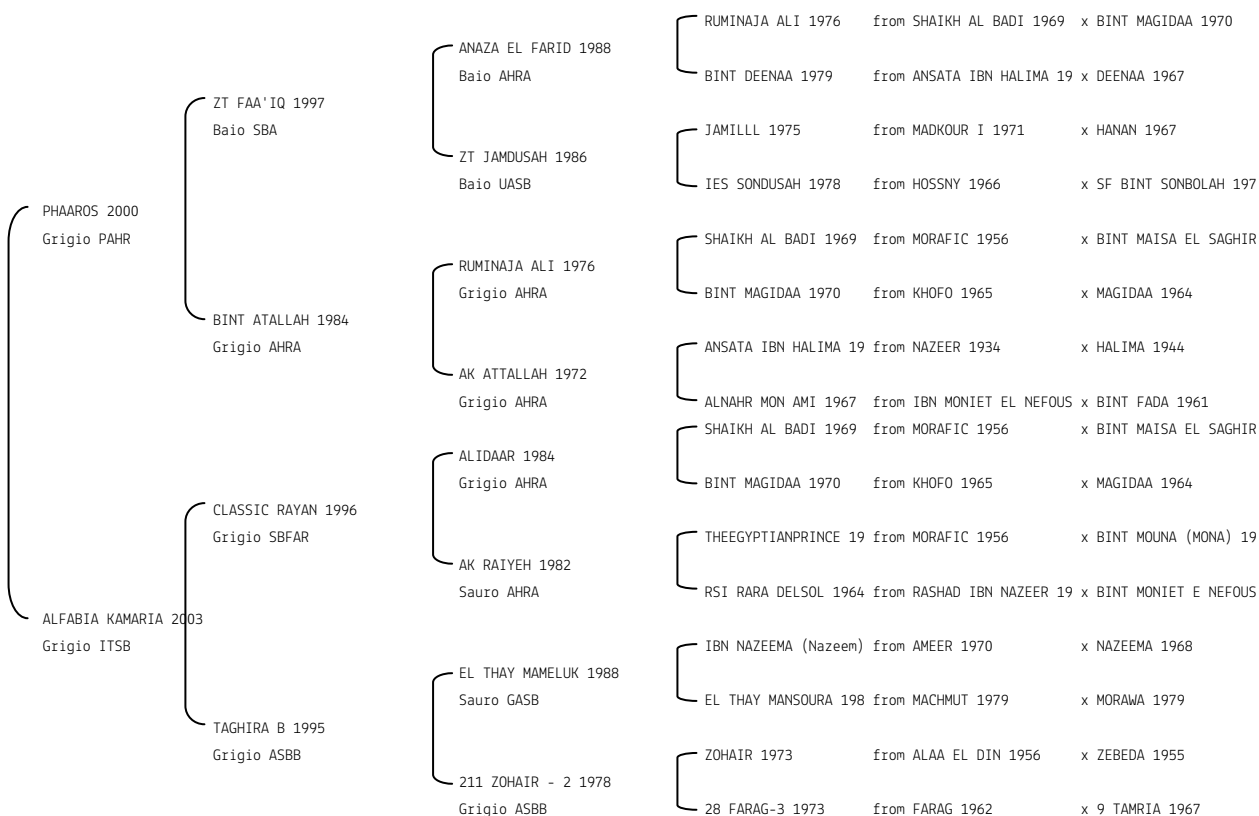 RUMINAJA ALI 1976 from SHAIKH AL BADI 1969 x BINT MAGIDAA 1970
ANAZA EL FARID 1988
Baio AHRA BINT DEENAA 1979 from ANSATA IBN HALIMA 19 x DEENAA 1967
ZT FAA'IQ 1997
Baio SBA JAMILLL 1975 from MADKOUR I 1971 x HANAN 1967
ZT JAMDUSAH 1986
Baio UASB IES SONDUSAH 1978 from HOSSNY 1966 x SF BINT SONBOLAH 197
PHAAROS 2000
Grigio PAHR SHAIKH AL BADI 1969 from MORAFIC 1956 x BINT MAISA EL SAGHIR
RUMINAJA ALI 1976
Grigio AHRA BINT MAGIDAA 1970 from KHOFO 1965 x MAGIDAA 1964
BINT ATALLAH 1984
Grigio AHRA ANSATA IBN HALIMA 19 from NAZEER 1934 x HALIMA 1944
AK ATTALLAH 1972
Grigio AHRA ALNAHR MON AMI 1967 from IBN MONIET EL NEFOUS x BINT FADA 1961
SHAIKH AL BADI 1969 from MORAFIC 1956 x BINT MAISA EL SAGHIR
ALIDAAR 1984
Grigio AHRA BINT MAGIDAA 1970 from KHOFO 1965 x MAGIDAA 1964
CLASSIC RAYAN 1996
Grigio SBFAR THEEGYPTIANPRINCE 19 from MORAFIC 1956 x BINT MOUNA (MONA) 19
AK RAIYEH 1982
Sauro AHRA RSI RARA DELSOL 1964 from RASHAD IBN NAZEER 19 x BINT MONIET E NEFOUS
ALFABIA KAMARIA 2003
Grigio ITSB IBN NAZEEMA (Nazeem) from AMEER 1970 x NAZEEMA 1968
EL THAY MAMELUK 1988
Sauro GASB EL THAY MANSOURA 198 from MACHMUT 1979 x MORAWA 1979
TAGHIRA B 1995
Grigio ASBB ZOHAIR 1973 from ALAA EL DIN 1956 x ZEBEDA 1955
211 ZOHAIR - 2 1978
Grigio ASBB 28 FARAG-3 1973 from FARAG 1962 x 9 TAMRIA 1967